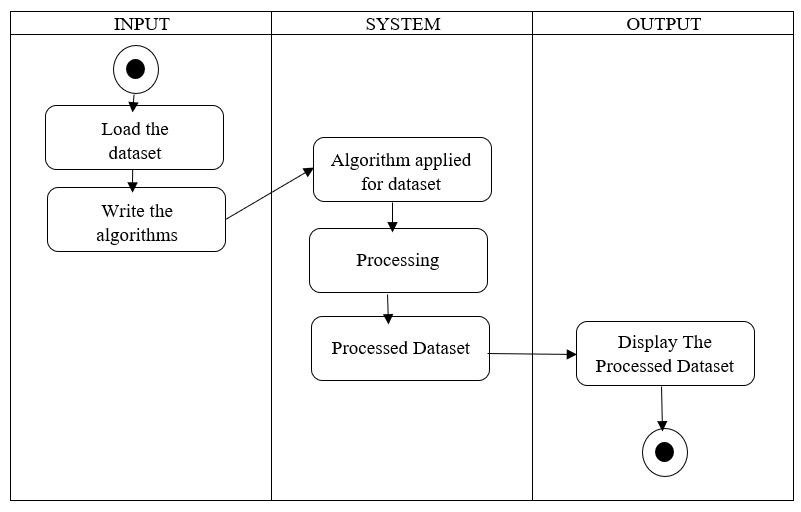 INPUT
SYSTEM
OUTPUT
Load the
dataset
Write the
algorithms
Algorithm applied
for dataset
Processing
Processed Dataset
Display The
Processed Dataset